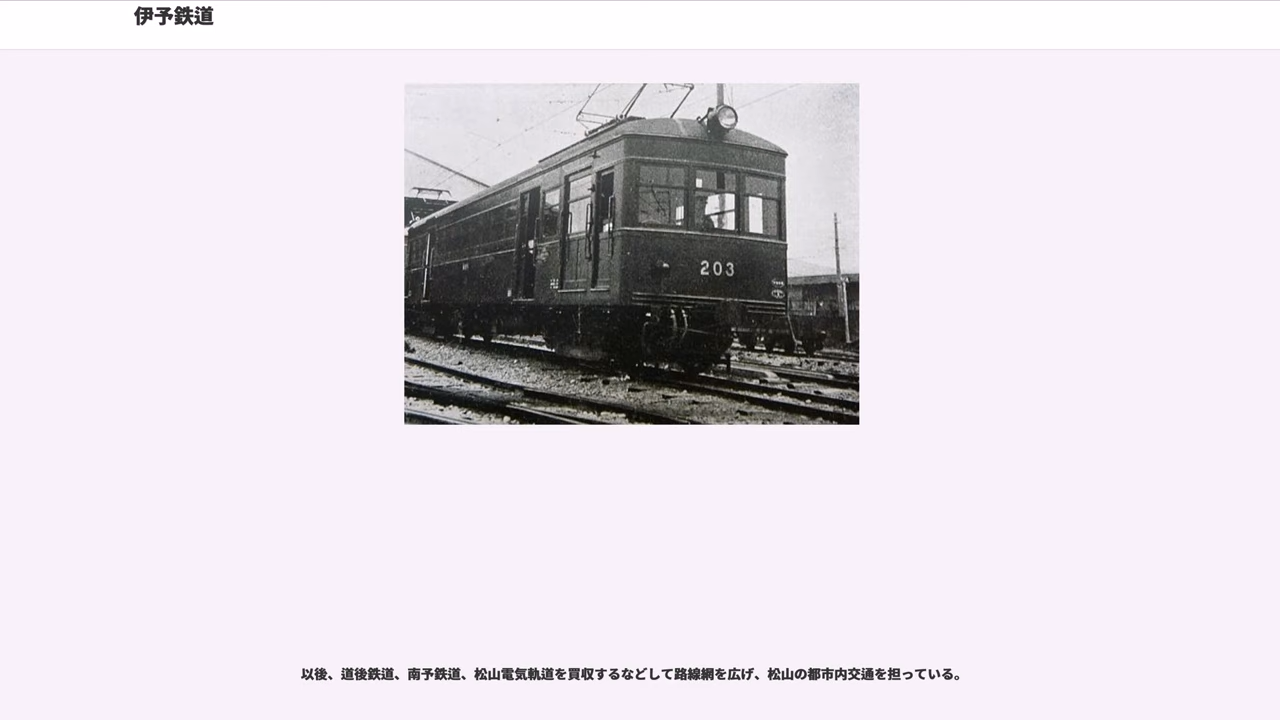 伊予鉄道
203
以後、道後鉄道、南予鉄道、松山電気軌道を買収するなどして路線網を広げ、松山の都市内交通を担っている。